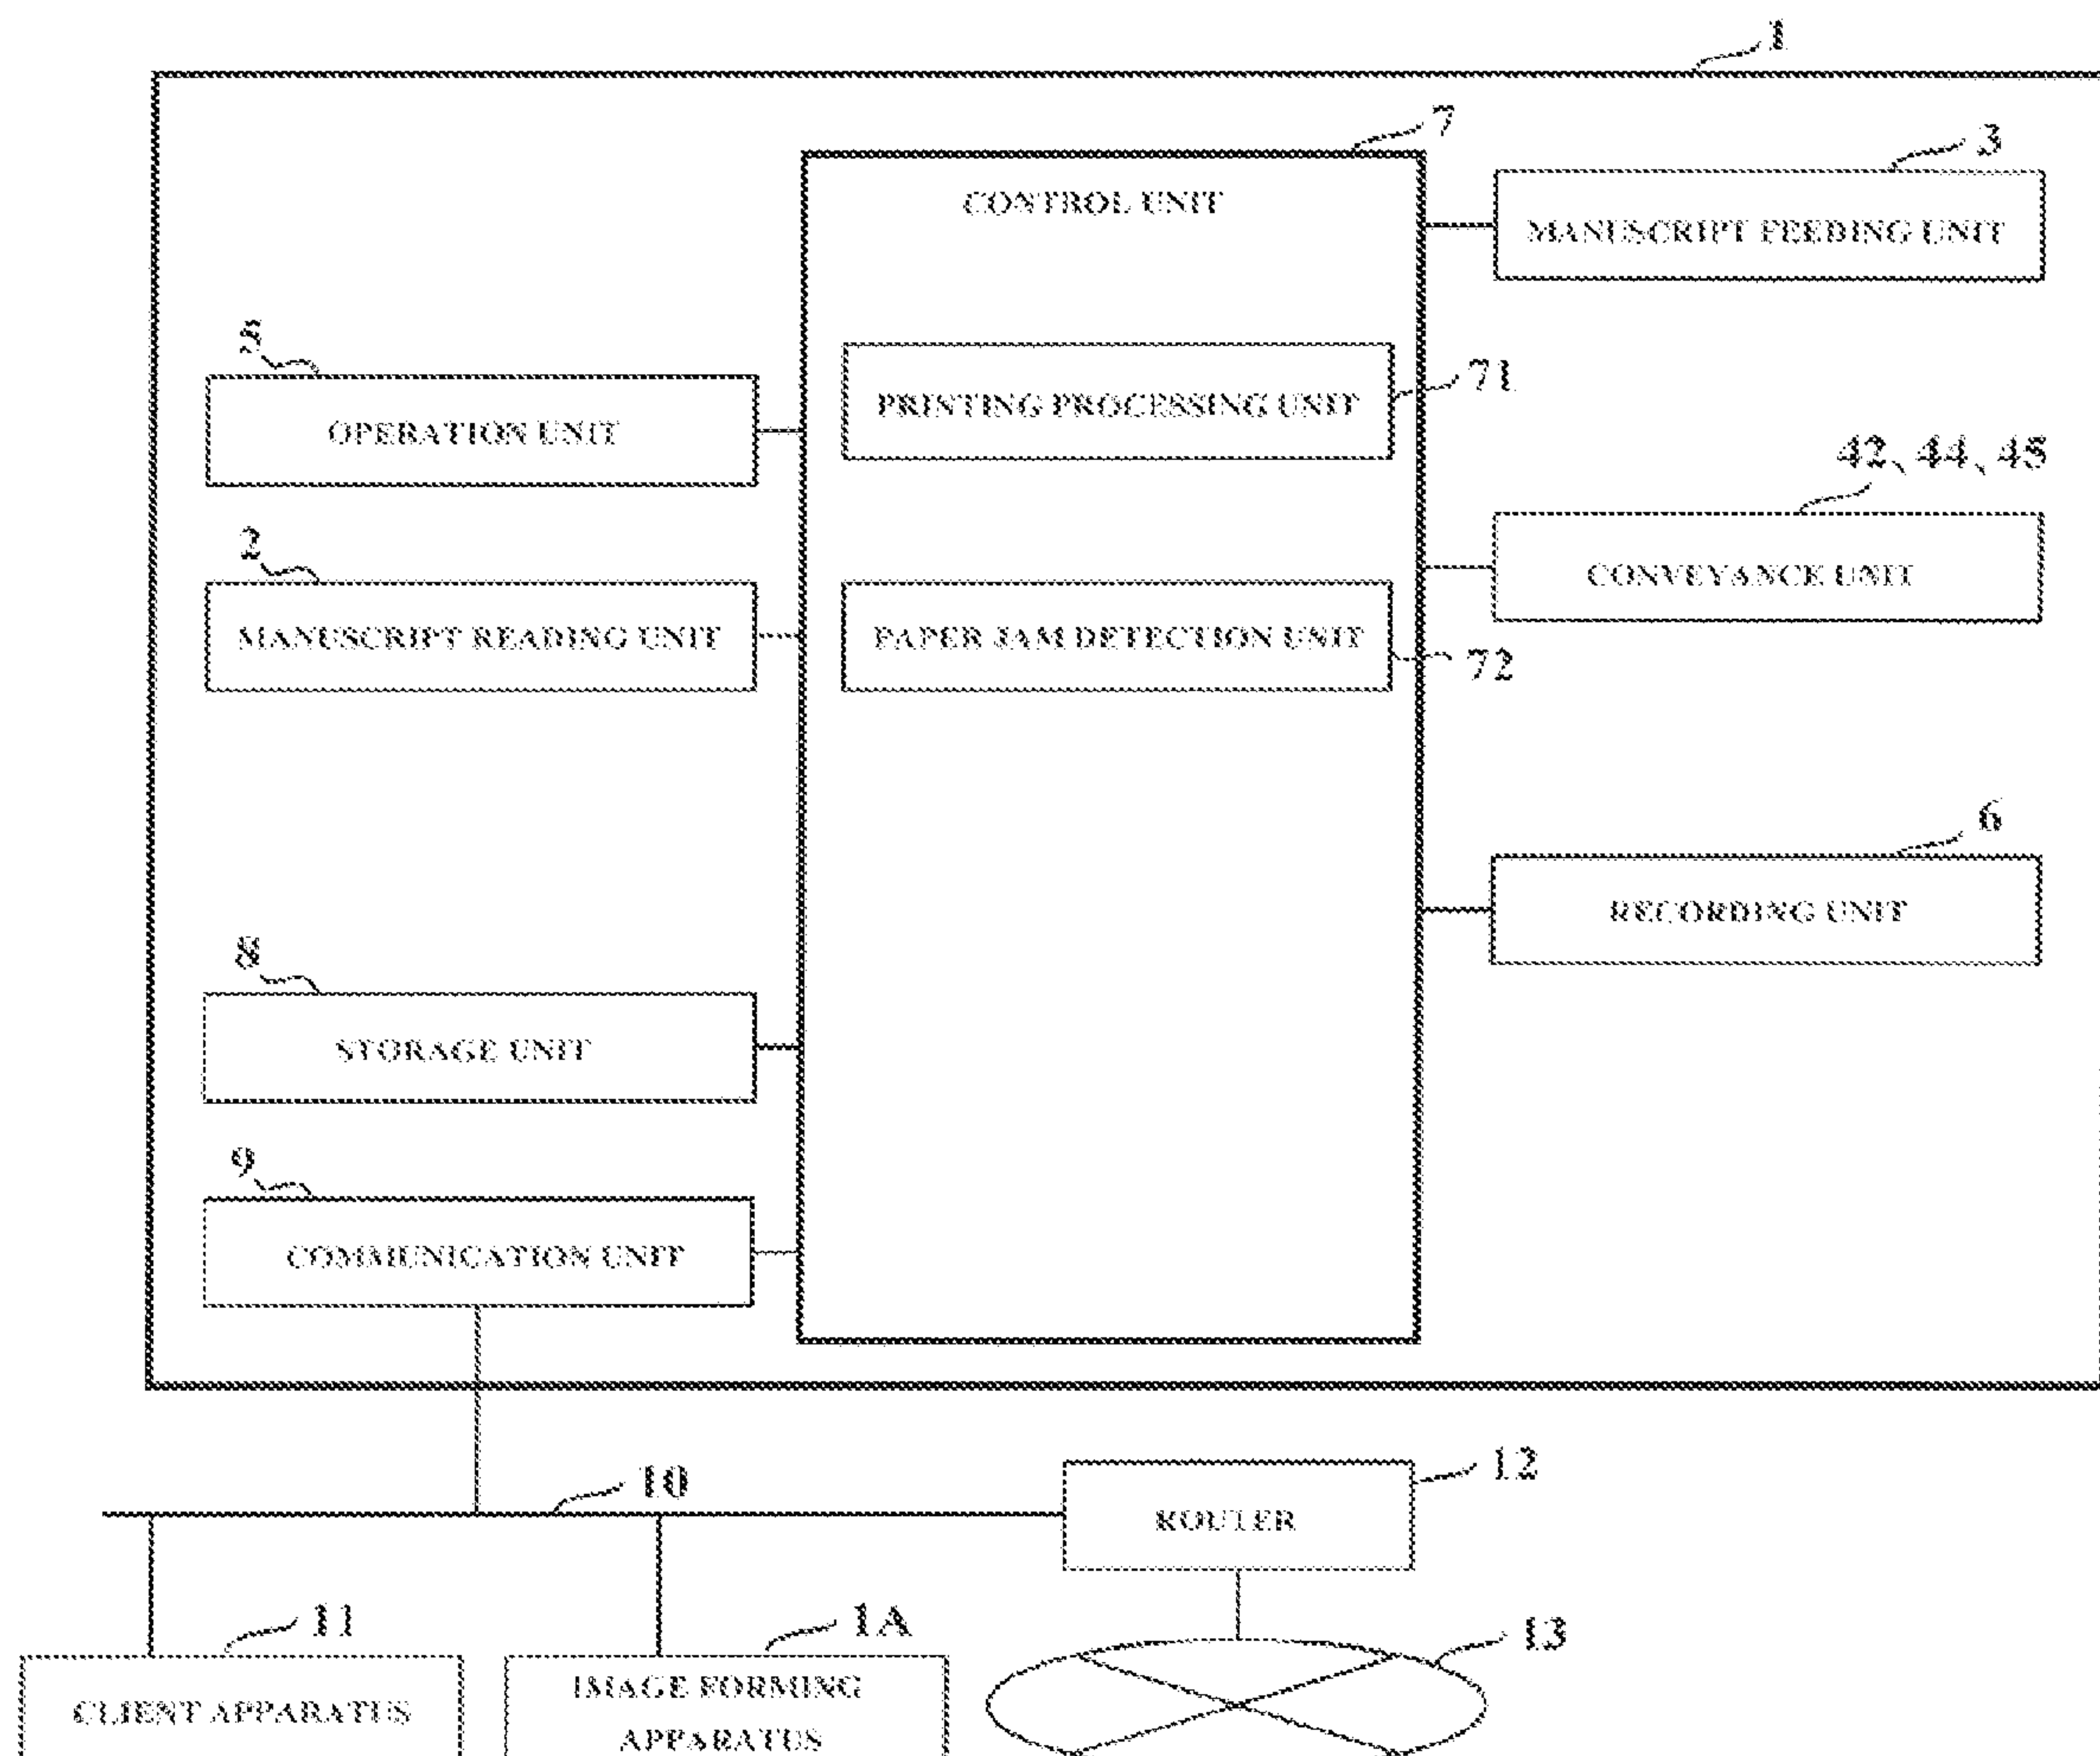 1
7
CONTROL UNIT
3
MANUSCRIPT FEEDING UNIT
5
OPERATION UNIT
PRINTING PROCESSING UNIT
71
42、44、45
CONVEYANCE UNIT
2
MANUSCRIPT READING UNIT
PAPER JAM DETECTION UNIT
72
6
RECORDING UNIT
8
STORAGE UNIT
9
COMMUNICATION UNIT
10
12
ROUTER
11
CLIENT APPARATUS
1A
IMAGE FORMING
APPARATUS
13